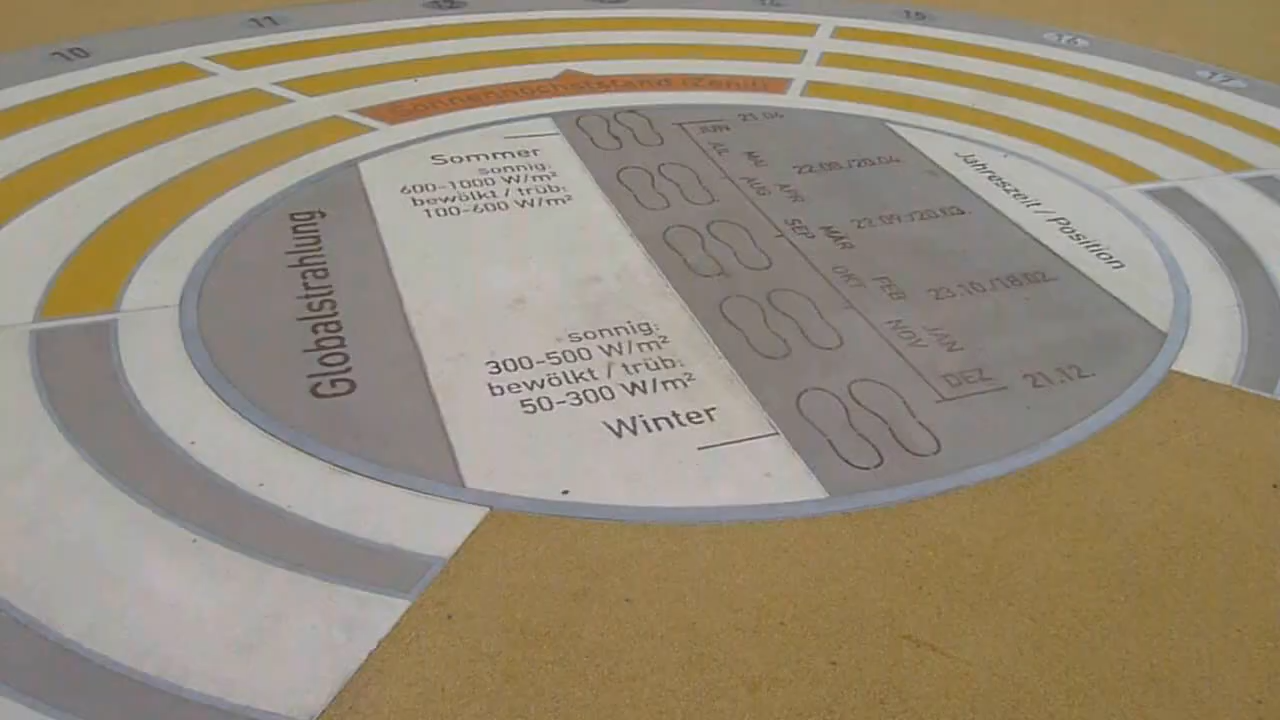 10
11
12
14
15
16
17
Sonnenhöchststand (Zenit)
Globalstrahlung
Sommer
sonnig:
600-1000 W/m²
bewölkt / trüb:
100-600 W/m²
sonnig:
300-500 W/m²
bewölkt / trüb:
50-300 W/m²
Winter
JUN 21.06
JUL MAI
22.08./20.04.
AUG APR
SEP MÄR 22.09./20.03.
OKT FEB 23.10./18.02.
NOV JAN
DEZ 21.12.
Jahreszeit / Position